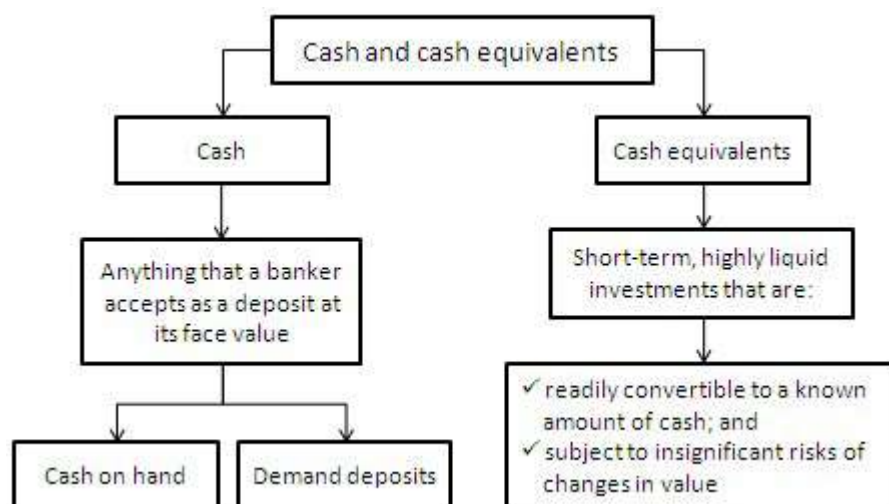 Cash and cash equivalents
Cash
Cash equivalents
Anything that a banker
accepts as a deposit at
its face value
Short-term, highly liquid
investments that are:
✓ readily convertible to a known
amount of cash; and
✓ subject to insignificant risks of
changes in value
Cash on hand
Demand deposits